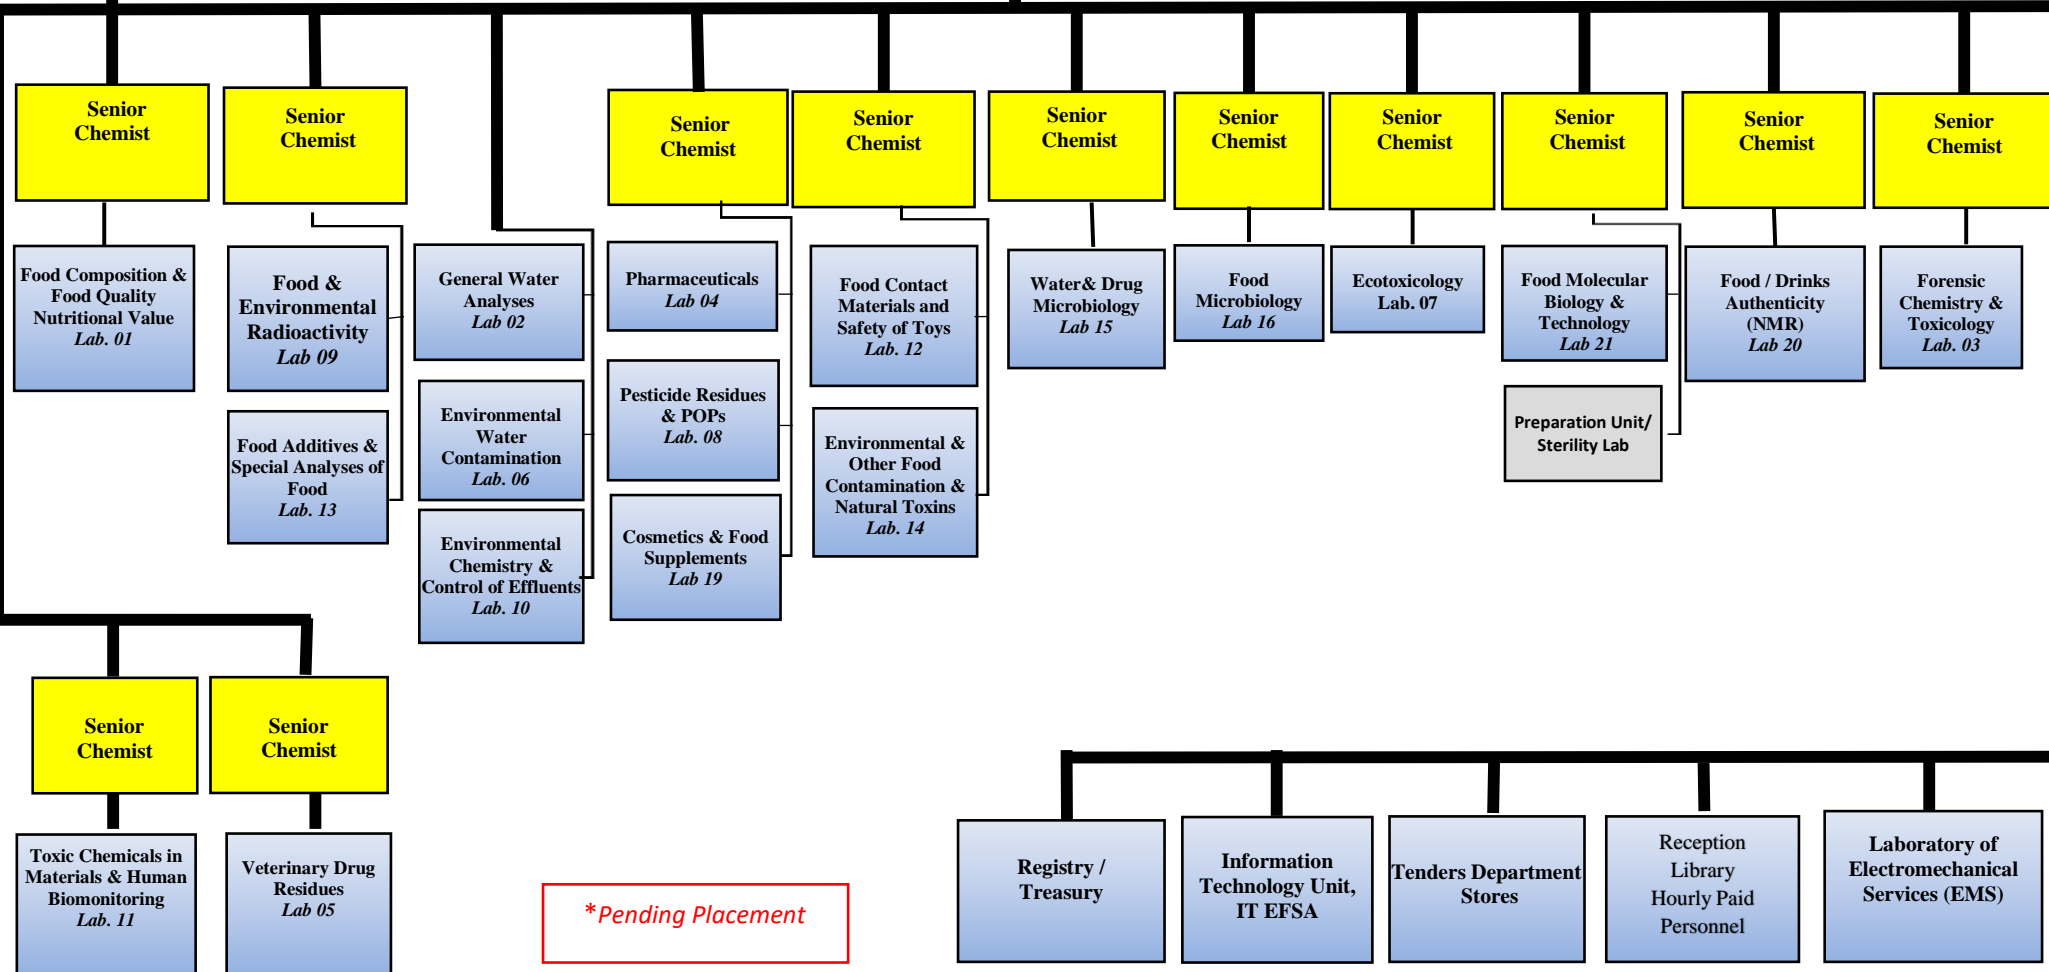 Senior
Chemist
Senior
Chemist
Senior
Chemist
Senior
Chemist
Senior
Chemist
Senior
Chemist
Senior
Chemist
Senior
Chemist
Senior
Chemist
Senior
Chemist
Food Composition &
Food Quality
Nutritional Value
Lab. 01
Food &
Environmental
Radioactivity
Lab 09
General Water
Analyses
Lab 02
Pharmaceuticals
Lab 04
Food Contact
Materials and
Safety of Toys
Lab. 12
Water& Drug
Microbiology
Lab 15
Food
Microbiology
Lab 16
Ecotoxicology
Lab. 07
Food Molecular
Biology &
Technology
Lab 21
Food / Drinks
Authenticity
(NMR)
Lab 20
Forensic
Chemistry &
Toxicology
Lab. 03
Food Additives &
Special Analyses of
Food
Lab. 13
Environmental
Water
Contamination
Lab. 06
Pesticide Residues
& POPs
Lab. 08
Environmental &
Other Food
Contamination &
Natural Toxins
Lab. 14
Preparation Unit/
Sterility Lab
Environmental
Chemistry &
Control of Effluents
Lab. 10
Cosmetics & Food
Supplements
Lab 19
Senior
Chemist
Senior
Chemist
Toxic Chemicals in
Materials & Human
Biomonitoring
Lab. 11
Veterinary Drug
Residues
Lab 05
*Pending Placement
Registry /
Treasury
Information
Technology Unit,
IT EFSA
Tenders Department
Stores
Reception
Library
Hourly Paid
Personnel
Laboratory of
Electromechanical
Services (EMS)